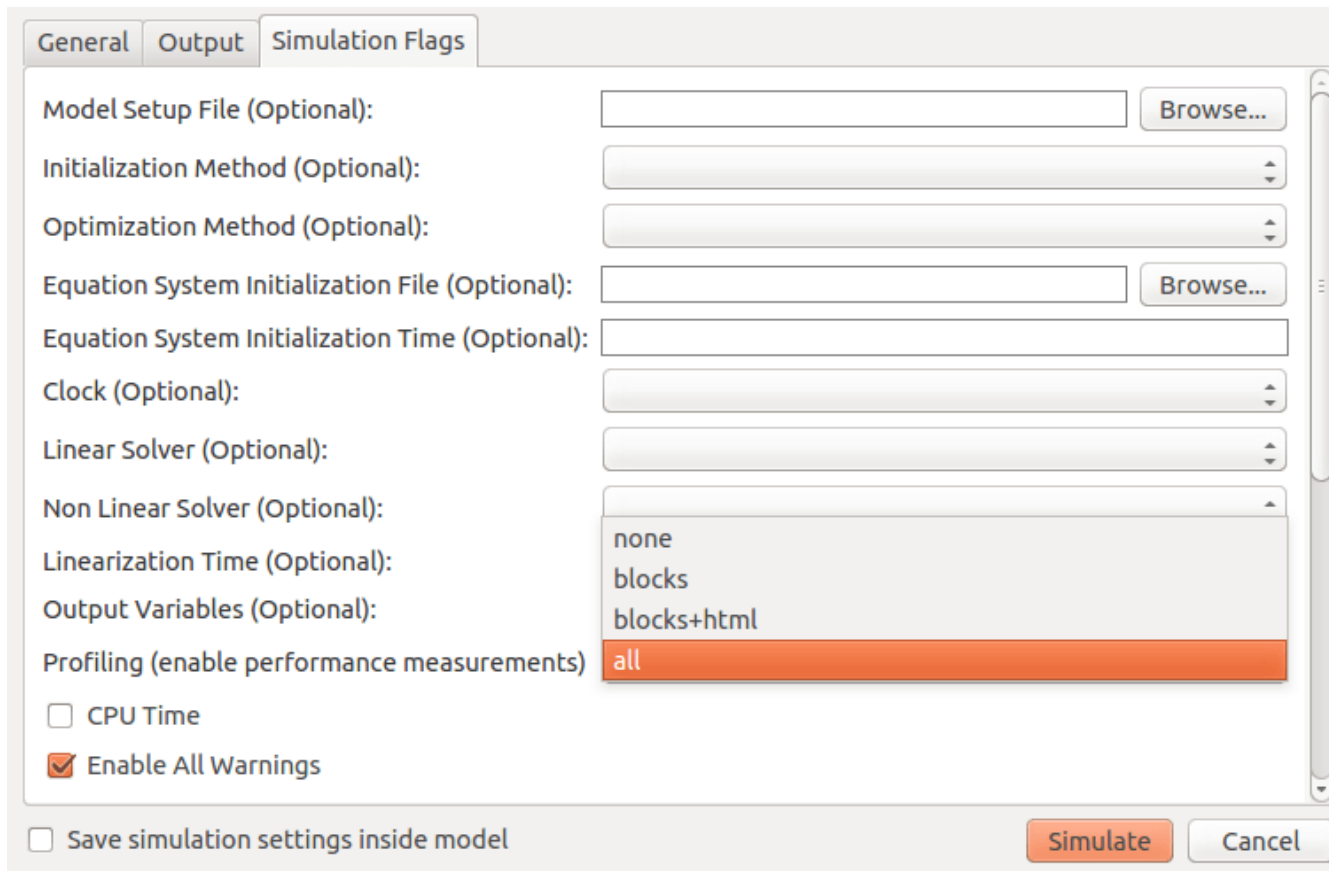 General Output Simulation Flags
Model Setup File (Optional): Browse...
Initialization Method (Optional):
Optimization Method (Optional):
Equation System Initialization File (Optional): Browse...
Equation System Initialization Time (Optional):
Clock (Optional):
Linear Solver (Optional):
Non Linear Solver (Optional):
none
Linearization Time (Optional):
blocks
Output Variables (Optional):
blocks+html
Profiling (enable performance measurements) all
CPU Time
Enable All Warnings
Save simulation settings inside model Simulate Cancel